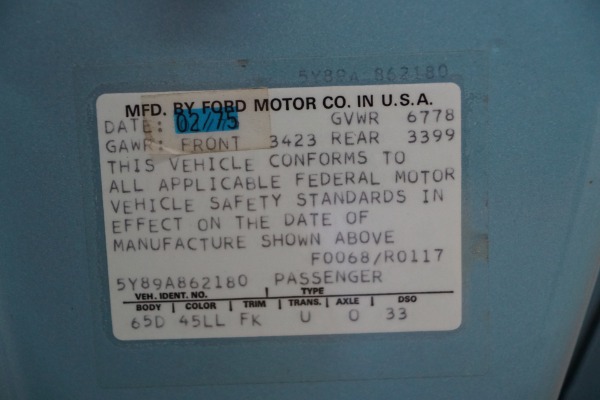 5Y89A 862180
MFD. BY FORD MOTOR CO. IN U.S.A.
DATE: 02/75 GVWR 6778
GAWR: FRONT 3423 REAR 3399
THIS VEHICLE CONFORMS TO
ALL APPLICABLE FEDERAL MOTOR
VEHICLE SAFETY STANDARDS IN
EFFECT ON THE DATE OF
MANUFACTURE SHOWN ABOVE
F0068/R0117
5Y89A862180 PASSENGER
VEH. IDENT. NO. TYPE
BODY COLOR TRIM TRANS. AXLE DSO
65D 45LL FK U O 33